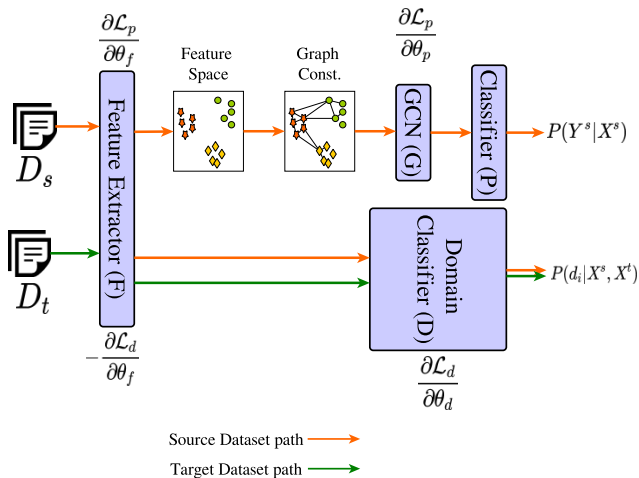 ∂ℒ_p/∂θ_f
∂ℒ_p/∂θ_p
Feature
Space
Graph
Const.
D_s
Feature Extractor (F)
GCN (G)
Classifier (P)
P(Y^s|X^s)
D_t
Domain
Classifier (D)
P(d_i|X^s, X^t)
-∂ℒ_d/∂θ_f
∂ℒ_d/∂θ_d
Source Dataset path
Target Dataset path